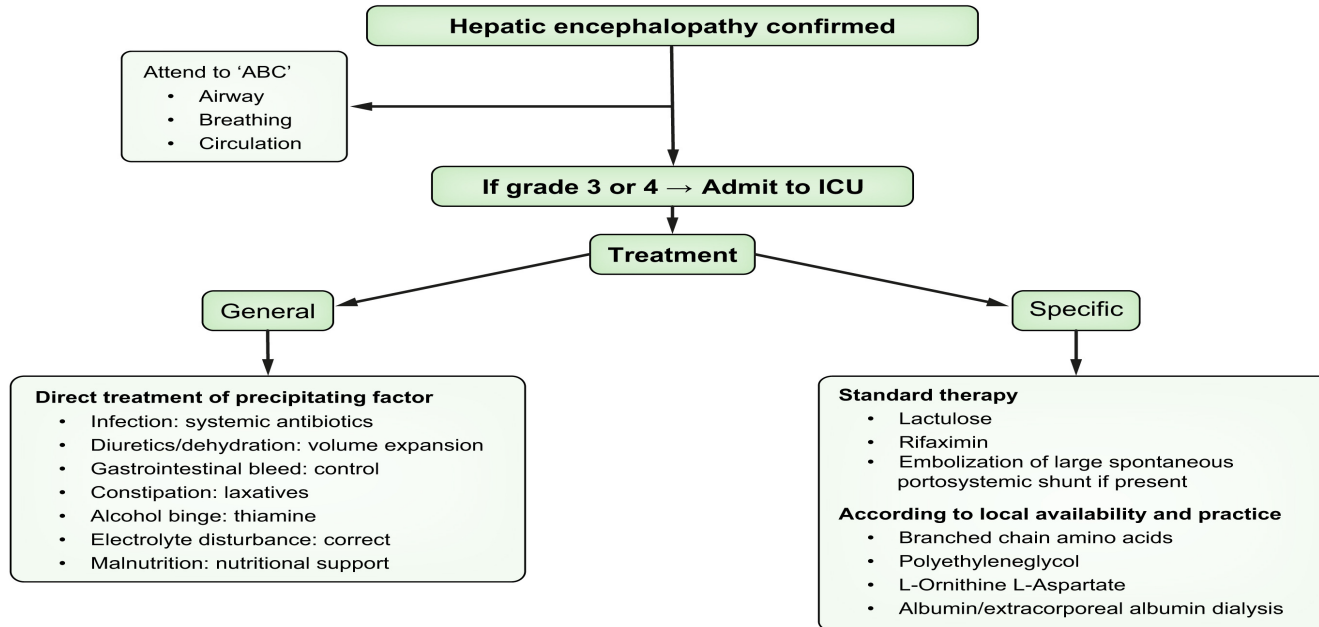 Hepatic encephalopathy confirmed
Attend to ‘ABC’
• Airway
• Breathing
• Circulation
If grade 3 or 4 → Admit to ICU
Treatment
General
Specific
Direct treatment of precipitating factor
• Infection: systemic antibiotics
• Diuretics/dehydration: volume expansion
• Gastrointestinal bleed: control
• Constipation: laxatives
• Alcohol binge: thiamine
• Electrolyte disturbance: correct
• Malnutrition: nutritional support
Standard therapy
• Lactulose
• Rifaximin
• Embolization of large spontaneous
portosystemic shunt if present
According to local availability and practice
• Branched chain amino acids
• Polyethyleneglycol
• L-Ornithine L-Aspartate
• Albumin/extracorporeal albumin dialysis